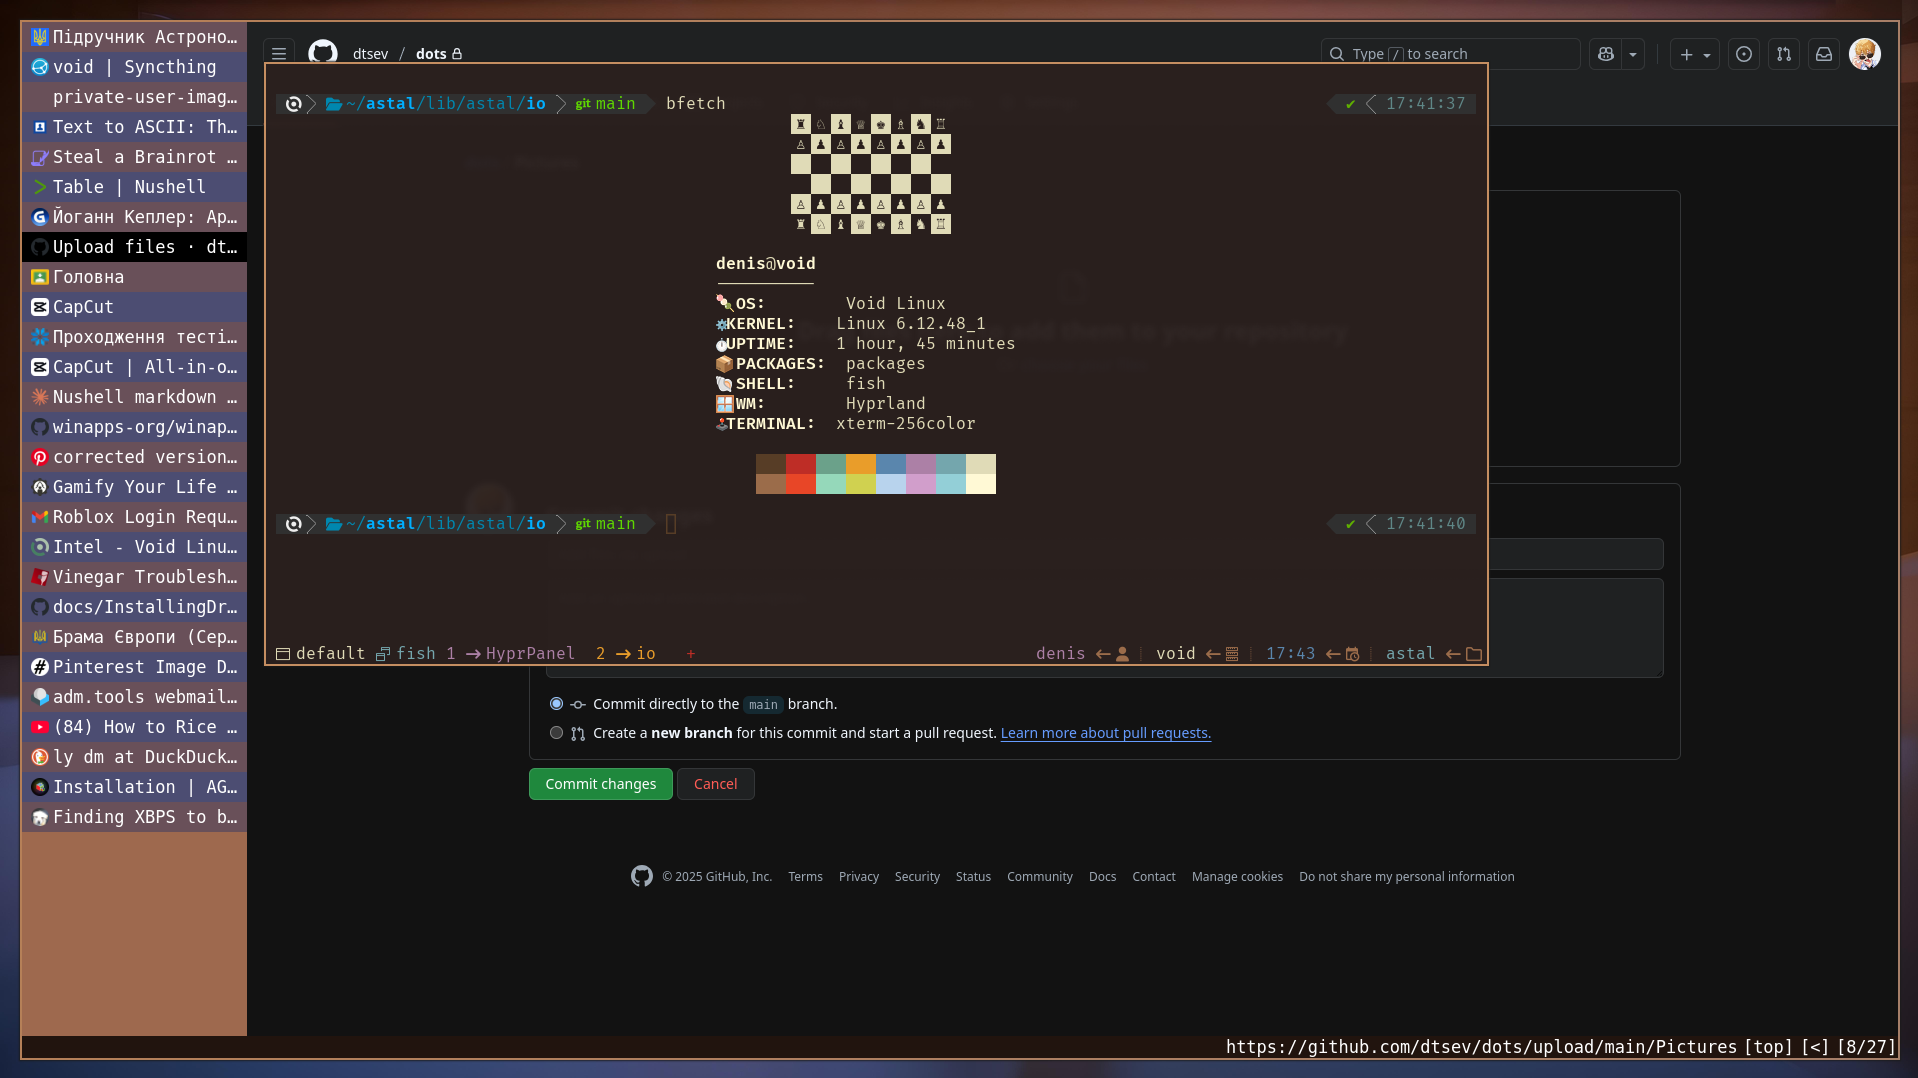 Підручник Астроно…
void | Syncthing
private-user-imag…
Text to ASCII: Th…
Steal a Brainrot …
Table | Nushell
Йоганн Кеплер: Ар…
Upload files · dt…
Головна
CapCut
Проходження тесті…
CapCut | All-in-o…
Nushell markdown …
winapps-org/winap…
corrected version…
Gamify Your Life …
Roblox Login Requ…
Intel - Void Linu…
Vinegar Troublesh…
docs/InstallingDr…
Брама Європи (Сер…
Pinterest Image D…
adm.tools webmail…
(84) How to Rice …
ly dm at DuckDuck…
Installation | AG…
Finding XBPS to b…
dtsev / dots
Type / to search
~/astal/lib/astal/io git main bfetch ✔ 17:41:37
denis@void
OS: Void Linux
KERNEL: Linux 6.12.48_1
UPTIME: 1 hour, 45 minutes
PACKAGES: packages
SHELL: fish
WM: Hyprland
TERMINAL: xterm-256color
~/astal/lib/astal/io git main ✔ 17:41:40
default fish 1 → HyprPanel 2 → io + denis ← | void ← | 17:43 ← | astal ←
Commit directly to the main branch.
Create a new branch for this commit and start a pull request. Learn more about pull requests.
Commit changes Cancel
© 2025 GitHub, Inc. Terms Privacy Security Status Community Docs Contact Manage cookies Do not share my personal information
https://github.com/dtsev/dots/upload/main/Pictures [top] [<] [8/27]